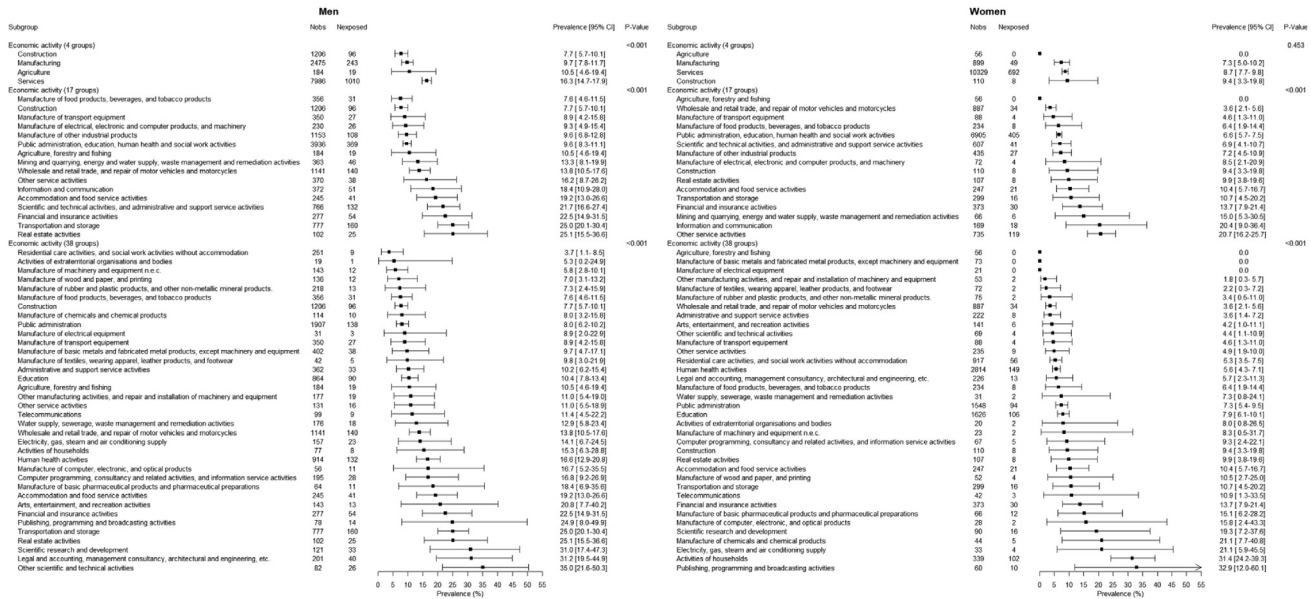 Men
Subgroup Nobs Nexposed Prevalence [95% CI] P-Value
Economic activity (4 groups) <0.001
Construction 1206 96 7.7 [ 5.7-10.1]
Manufacturing 2475 243 9.7 [ 7.8-11.7]
Agriculture 184 19 10.5 [ 4.6-19.4]
Services 7986 1010 16.3 [14.7-17.9]
Economic activity (17 groups) <0.001
Manufacture of food products, beverages, and tobacco products 356 31 7.6 [ 4.6-11.5]
Construction 1206 96 7.7 [ 5.7-10.1]
Manufacture of transport equipment 350 27 8.9 [ 4.2-15.8]
Manufacture of electrical, electronic and computer products, and machinery 230 26 9.3 [ 4.9-15.4]
Manufacture of other industrial products 1153 108 9.6 [ 6.8-12.8]
Public administration, education, human health and social work activities 3936 369 9.6 [ 8.3-11.1]
Agriculture, forestry and fishing 184 19 10.5 [ 4.6-19.4]
Mining and quarrying, energy and water supply, waste management and remediation activities 363 46 13.3 [ 8.1-19.9]
Wholesale and retail trade, and repair of motor vehicles and motorcycles 1141 140 13.8 [10.5-17.6]
Other service activities 370 38 16.2 [ 8.7-26.2]
Information and communication 372 51 18.4 [10.9-28.0]
Accommodation and food service activities 245 41 19.2 [13.0-26.6]
Scientific and technical activities, and administrative and support service activities 766 132 21.7 [16.6-27.4]
Financial and insurance activities 277 54 22.5 [14.9-31.5]
Transportation and storage 777 160 25.0 [20.1-30.4]
Real estate activities 102 25 25.1 [15.5-36.6]
Economic activity (38 groups) <0.001
Residential care activities, and social work activities without accommodation 261 9 3.7 [ 1.1- 8.5]
Activities of extraterritorial organisations and bodies 19 1 5.3 [ 0.2-24.9]
Manufacture of machinery and equipment n.e.c. 143 12 5.8 [ 2.8-10.1]
Manufacture of wood and paper, and printing 136 12 7.0 [ 3.1-13.2]
Manufacture of rubber and plastic products, and other non-metallic mineral products. 218 13 7.3 [ 2.4-15.9]
Manufacture of food products, beverages, and tobacco products 356 31 7.6 [ 4.6-11.5]
Construction 1206 96 7.7 [ 5.7-10.1]
Manufacture of chemicals and chemical products 114 10 8.0 [ 3.2-15.8]
Public administration 1907 138 8.0 [ 6.2-10.2]
Manufacture of electrical equipment 31 3 8.9 [ 2.0-22.9]
Manufacture of transport equipement 350 27 8.9 [ 4.2-15.8]
Manufacture of basic metals and fabricated metal products, except machinery and equipment 402 38 9.7 [ 4.7-17.1]
Manufacture of textiles, wearing apparel, leather products, and footwear 42 5 9.8 [ 3.0-21.9]
Administrative and support service activities 362 33 10.2 [ 6.2-15.4]
Education 864 90 10.4 [ 7.8-13.4]
Agriculture, forestry and fishing 184 19 10.5 [ 4.6-19.4]
Other manufacturing activities, and repair and installation of machinery and equipment 177 19 11.0 [ 5.4-19.0]
Other service activities 131 16 11.0 [ 5.5-18.9]
Telecommunications 99 9 11.4 [ 4.5-22.2]
Water supply, sewerage, waste management and remediation activities 176 18 12.9 [ 5.8-23.4]
Wholesale and retail trade, and repair of motor vehicles and motorcycles 1141 140 13.8 [10.5-17.6]
Electricity, gas, steam and air conditioning supply 157 23 14.1 [ 6.7-24.5]
Activities of households 77 8 15.3 [ 6.3-28.8]
Human health activities 914 132 16.6 [12.9-20.8]
Manufacture of computer, electronic, and optical products 56 11 16.7 [ 5.2-35.5]
Computer programming, consultancy and related activities, and information service activities 195 28 16.8 [ 9.2-26.9]
Manufacture of basic pharmaceutical products and pharmaceutical preparations 64 11 18.4 [ 6.9-35.6]
Accommodation and food service activities 245 41 19.2 [13.0-26.6]
Arts, entertainment, and recreation activities 143 13 20.8 [ 7.7-40.2]
Financial and insurance activities 277 54 22.5 [14.9-31.5]
Publishing, programming and broadcasting activities 78 14 24.9 [ 8.0-49.9]
Transportation and storage 777 160 25.0 [20.1-30.4]
Real estate activities 102 25 25.1 [15.5-36.6]
Scientific research and development 121 33 31.0 [17.4-47.3]
Legal and accounting, management consultancy, architectural and engineering, etc. 201 40 31.2 [19.5-44.9]
Other scientific and technical activities 82 26 35.0 [21.6-50.3]
0 5 10 15 20 25 30 35 40 45 50 55
Prevalence (%)
Women
Subgroup Nobs Nexposed Prevalence [95% CI] P-Value
Economic activity (4 groups) 0.453
Agriculture 56 0 0.0
Manufacturing 899 49 7.3 [ 5.0-10.2]
Services 10329 692 8.7 [ 7.7- 9.8]
Construction 110 8 9.4 [ 3.3-19.8]
Economic activity (17 groups) <0.001
Agriculture, forestry and fishing 56 0 0.0
Wholesale and retail trade, and repair of motor vehicles and motorcycles 887 34 3.6 [ 2.1- 5.6]
Manufacture of transport equipment 88 4 4.6 [ 1.3-11.0]
Manufacture of food products, beverages, and tobacco products 234 8 6.4 [ 1.9-14.4]
Public administration, education, human health and social work activities 6905 405 6.6 [ 5.7- 7.5]
Scientific and technical activities, and administrative and support service activities 607 41 6.9 [ 4.1-10.7]
Manufacture of other industrial products 435 27 7.2 [ 4.5-10.9]
Manufacture of electrical, electronic and computer products, and machinery 72 4 8.5 [ 2.1-20.9]
Construction 110 8 9.4 [ 3.3-19.8]
Real estate activities 107 8 9.9 [ 3.8-19.6]
Accommodation and food service activities 247 21 10.4 [ 5.7-16.7]
Transportation and storage 299 16 10.7 [ 4.5-20.2]
Financial and insurance activities 373 30 13.7 [ 7.9-21.4]
Mining and quarrying, energy and water supply, waste management and remediation activities 66 6 15.0 [ 5.3-30.5]
Information and communication 169 18 20.4 [ 9.0-36.4]
Other service activities 735 119 20.7 [16.2-25.7]
Economic activity (38 groups) <0.001
Agriculture, forestry and fishing 56 0 0.0
Manufacture of basic metals and fabricated metal products, except machinery and equipment 73 0 0.0
Manufacture of electrical equipment 21 0 0.0
Other manufacturing activities, and repair and installation of machinery and equipment 53 2 1.8 [ 0.3- 5.7]
Manufacture of textiles, wearing apparel, leather products, and footwear 72 2 2.2 [ 0.3- 7.2]
Manufacture of rubber and plastic products, and other non-metallic mineral products. 75 2 3.4 [ 0.5-11.0]
Wholesale and retail trade, and repair of motor vehicles and motorcycles 887 34 3.6 [ 2.1- 5.6]
Administrative and support service activities 222 8 3.6 [ 1.4- 7.2]
Arts, entertainment, and recreation activities 141 6 4.2 [ 1.0-11.1]
Other scientific and technical activities 69 4 4.4 [ 1.1-10.9]
Manufacture of transport equipement 88 4 4.6 [ 1.3-11.0]
Other service activities 235 9 4.9 [ 1.9-10.0]
Residential care activities, and social work activities without accommodation 917 56 5.3 [ 3.5- 7.5]
Human health activities 2814 149 5.6 [ 4.3- 7.1]
Legal and accounting, management consultancy, architectural and engineering, etc. 226 13 5.7 [ 2.3-11.3]
Manufacture of food products, beverages, and tobacco products 234 8 6.4 [ 1.9-14.4]
Water supply, sewerage, waste management and remediation activities 31 2 7.3 [ 0.8-24.1]
Public administration 1548 94 7.3 [ 5.4- 9.5]
Education 1626 106 7.9 [ 6.1-10.1]
Activities of extraterritorial organisations and bodies 20 2 8.0 [ 0.8-26.5]
Manufacture of machinery and equipment n.e.c. 23 2 8.3 [ 0.5-31.7]
Computer programming, consultancy and related activities, and information service activities 67 5 9.3 [ 2.4-22.1]
Construction 110 8 9.4 [ 3.3-19.8]
Real estate activities 107 8 9.9 [ 3.8-19.6]
Accommodation and food service activities 247 21 10.4 [ 5.7-16.7]
Manufacture of wood and paper, and printing 52 4 10.5 [ 2.7-25.0]
Transportation and storage 299 16 10.7 [ 4.5-20.2]
Telecommunications 42 3 10.9 [ 1.3-33.5]
Financial and insurance activities 373 30 13.7 [ 7.9-21.4]
Manufacture of basic pharmaceutical products and pharmaceutical preparations 66 12 15.1 [ 6.2-28.2]
Manufacture of computer, electronic, and optical products 28 2 15.8 [ 2.4-43.3]
Scientific research and development 90 16 19.3 [ 7.2-37.6]
Manufacture of chemicals and chemical products 44 5 21.1 [ 7.7-40.8]
Electricity, gas, steam and air conditioning supply 33 4 21.1 [ 5.9-45.5]
Activities of households 339 102 31.4 [24.2-39.3]
Publishing, programming and broadcasting activities 60 10 32.9 [12.0-60.1]
0 5 10 15 20 25 30 35 40 45 50 55
Prevalence (%)